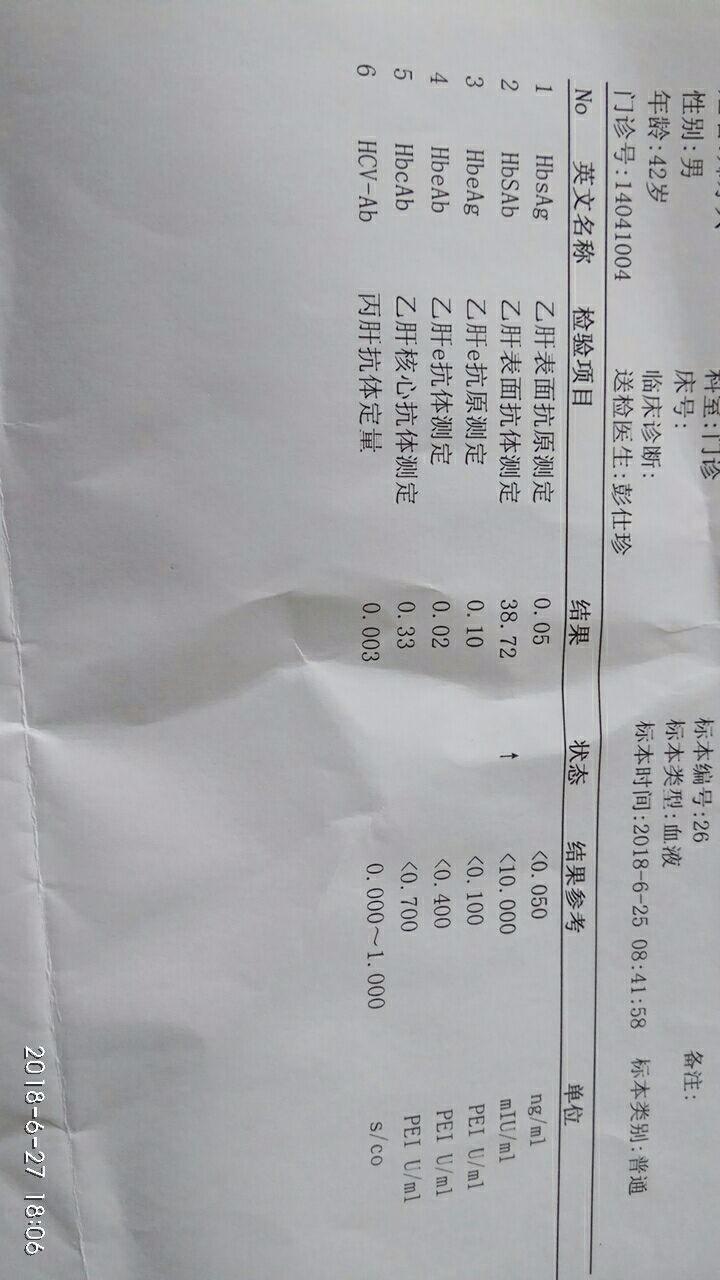 科室:门诊 标本编号:26
性别:男 床号: 标本类型:血液 备注:
年龄:42岁 临床诊断: 标本时间:2018-6-25 08:41:58 标本类别:普通
门诊号:14041004 送检医生:彭仕珍
No 英文名称 检验项目 结果 状态 结果参考 单位
1 HbsAg 乙肝表面抗原测定 0.05 <0.050 ng/ml
2 HbSAb 乙肝表面抗体测定 38.72 ↑ <10.000 mIU/ml
3 HbeAg 乙肝e抗原测定 0.10 <0.100 PEI U/ml
4 HbeAb 乙肝e抗体测定 0.02 <0.400 PEI U/ml
5 HbcAb 乙肝核心抗体测定 0.33 <0.700 PEI U/ml
6 HCV-Ab 丙肝抗体定量 0.003 0.000～1.000 s/co
2018-6-27 18:06